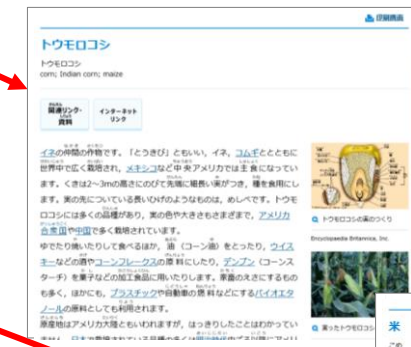 印刷画面
トウモロコシ
トウモロコシ
corn; Indian corn; maize
関連リンク・
資料
インターネット
リンク
イネの仲間の作物です。「とうきび」ともいい、イネ、コムギとともに
世界中で広く栽培され、メキシコなど中央アメリカでは主食になってい
ます。くきは2～3mの高さにのびて先端に細長い実がつき、種を食用にし
ます。実の先についている長いひげのようなものは、めしべです。トウモ
ロコシには多くの品種があり、実の色や大きさもさまざまで、アメリカ
合衆国や中国で多く栽培されています。
ゆでたり焼いたりして食べるほか、油（コーン油）をとったり、ウイス
キーなどの酒やコーンフレークスの原料にしたり、デンプン（コーンス
ターチ）を菓子などの加工食品に用いたりします。家畜のえさにするもの
も多く、ほかにも、プラスチックや自動車の燃料などにするバイオエタ
ノールの原料としても利用されます。
原産地はアメリカ大陸ともいわれますが、はっきりしたことはわかってい
トウモロコシの実のつくり
Encyclopaedia Britannica, Inc.
実ったトウモロコシ
米
この